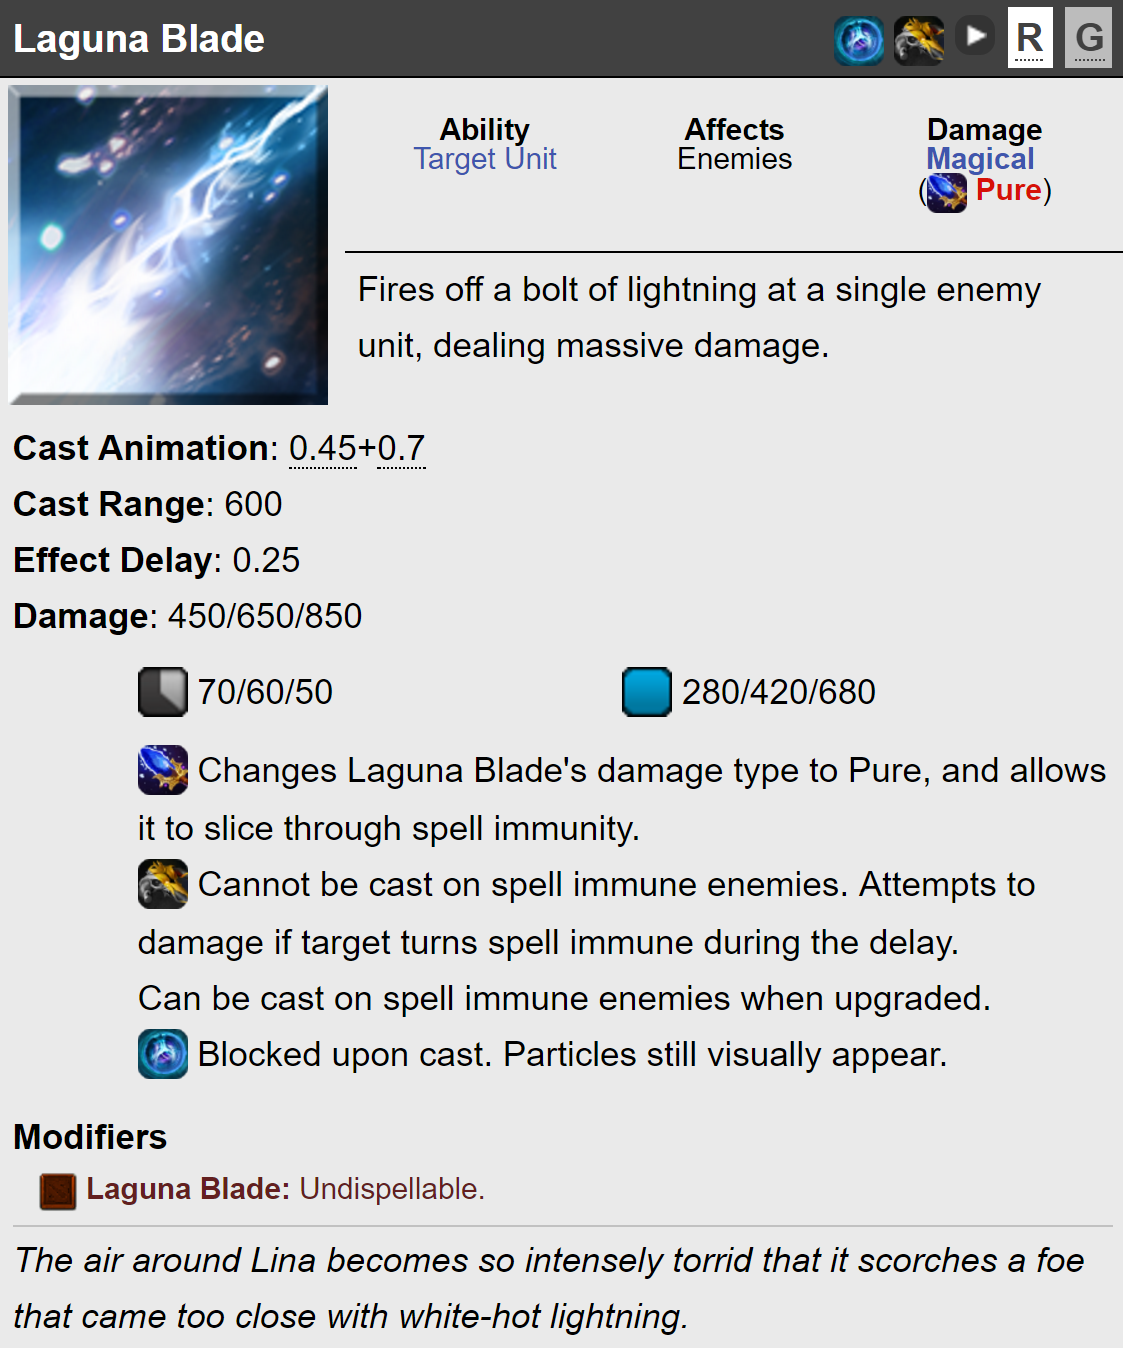 Laguna Blade
R
G
Ability
Target Unit
Affects
Enemies
Damage
Magical
( Pure)
Fires off a bolt of lightning at a single enemy
unit, dealing massive damage.
Cast Animation: 0.45+0.7
Cast Range: 600
Effect Delay: 0.25
Damage: 450/650/850
70/60/50
280/420/680
Changes Laguna Blade's damage type to Pure, and allows
it to slice through spell immunity.
Cannot be cast on spell immune enemies. Attempts to
damage if target turns spell immune during the delay.
Can be cast on spell immune enemies when upgraded.
Blocked upon cast. Particles still visually appear.
Modifiers
Laguna Blade: Undispellable.
The air around Lina becomes so intensely torrid that it scorches a foe
that came too close with white-hot lightning.